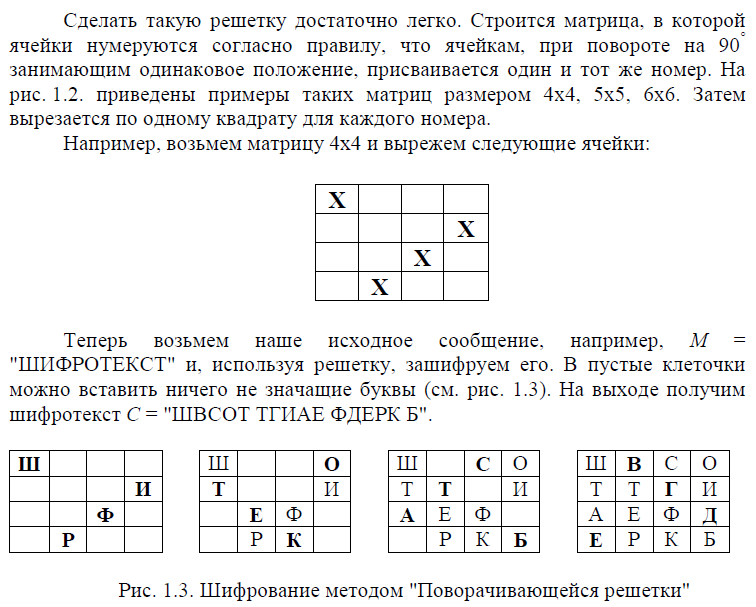 Сделать такую решетку достаточно легко. Строится матрица, в которой
ячейки нумеруются согласно правилу, что ячейкам, при повороте на 90°
занимающим одинаковое положение, присваивается один и тот же номер. На
рис. 1.2. приведены примеры таких матриц размером 4х4, 5х5, 6х6. Затем
вырезается по одному квадрату для каждого номера.
Например, возьмем матрицу 4х4 и вырежем следующие ячейки:
X
X
X
X
Теперь возьмем наше исходное сообщение, например, M =
"ШИФРОТЕКСТ" и, используя решетку, зашифруем его. В пустые клеточки
можно вставить ничего не значащие буквы (см. рис. 1.3). На выходе получим
шифротекст C = "ШВСОТ ТГИАЕ ФДЕРК Б".
Ш Ш О Ш С О Ш В С О
И Т И Т Т И Т Т Г И
Ф Е Ф А Е Ф А Е Ф Д
Р Р К Р К Б Е Р К Б
Рис. 1.3. Шифрование методом "Поворачивающейся решетки"